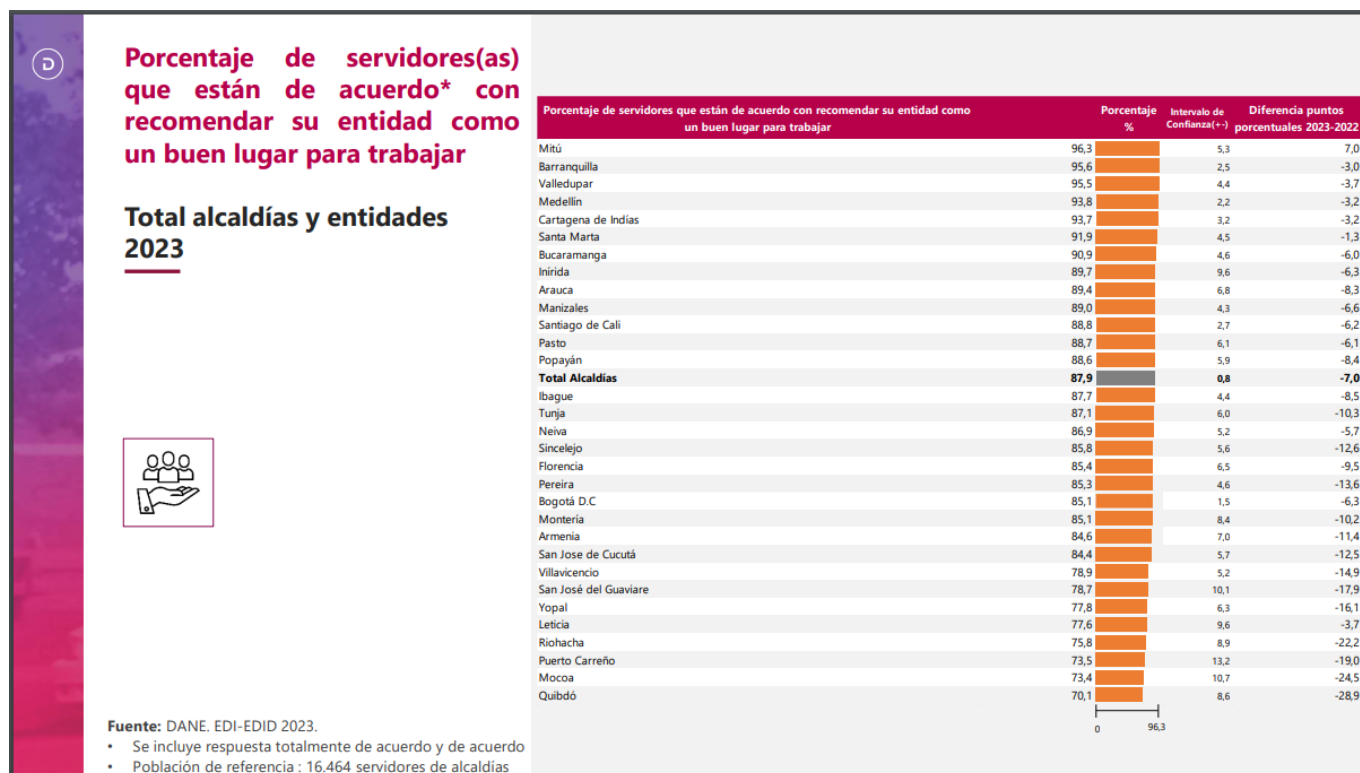 Porcentaje de servidores(as)
que están de acuerdo* con
recomendar su entidad como
un buen lugar para trabajar
Total alcaldías y entidades
2023
Fuente: DANE. EDI-EDID 2023.
• Se incluye respuesta totalmente de acuerdo y de acuerdo
• Población de referencia : 16.464 servidores de alcaldías
Porcentaje de servidores que están de acuerdo con recomendar su entidad como un buen lugar para trabajar Porcentaje % Intervalo de Confianza(+-) Diferencia puntos porcentuales 2023-2022
Mitú 96,3 5,3 7,0
Barranquilla 95,6 2,5 -3,0
Valledupar 95,5 4,4 -3,7
Medellín 93,8 2,2 -3,2
Cartagena de Indías 93,7 3,2 -3,2
Santa Marta 91,9 4,5 -1,3
Bucaramanga 90,9 4,6 -6,0
Inírida 89,7 9,6 -6,3
Arauca 89,4 6,8 -8,3
Manizales 89,0 4,3 -6,6
Santiago de Cali 88,8 2,7 -6,2
Pasto 88,7 6,1 -6,1
Popayán 88,6 5,9 -8,4
Total Alcaldías 87,9 0,8 -7,0
Ibague 87,7 4,4 -8,5
Tunja 87,1 6,0 -10,3
Neiva 86,9 5,2 -5,7
Sincelejo 85,8 5,6 -12,6
Florencia 85,4 6,5 -9,5
Pereira 85,3 4,6 -13,6
Bogotá D.C 85,1 1,5 -6,3
Montería 85,1 8,4 -10,2
Armenia 84,6 7,0 -11,4
San Jose de Cucutá 84,4 5,7 -12,5
Villavicencio 78,9 5,2 -14,9
San José del Guaviare 78,7 10,1 -17,9
Yopal 77,8 6,3 -16,1
Leticia 77,6 9,6 -3,7
Riohacha 75,8 8,9 -22,2
Puerto Carreño 73,5 13,2 -19,0
Mocoa 73,4 10,7 -24,5
Quibdó 70,1 8,6 -28,9
0 96,3